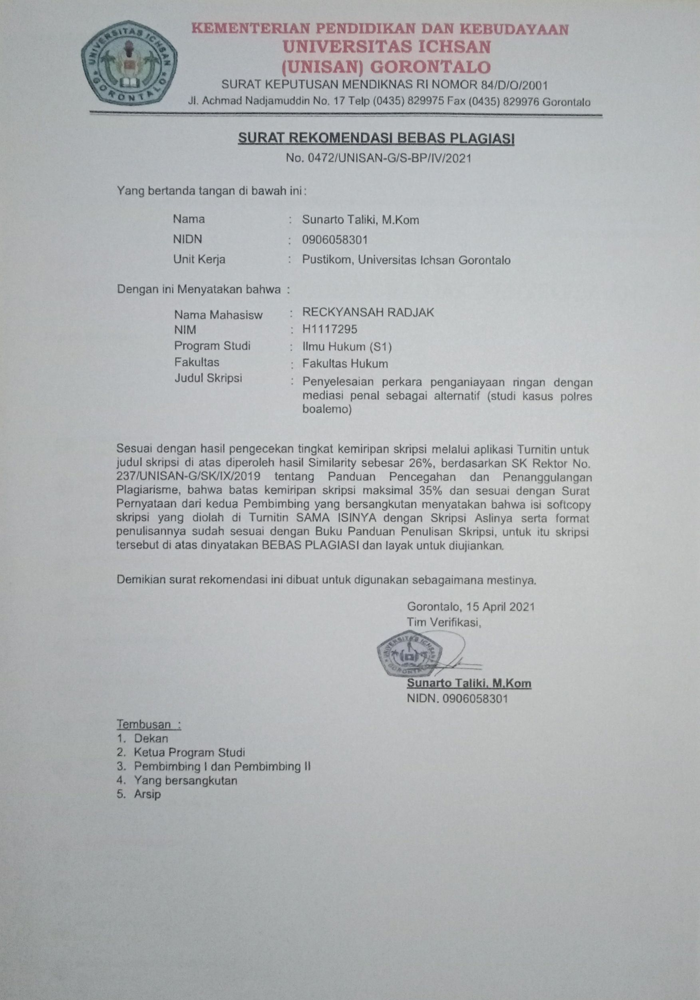 UNIVERSITAS ICHSAN
GORONTALO
KEMENTERIAN PENDIDIKAN DAN KEBUDAYAAN
UNIVERSITAS ICHSAN
(UNISAN) GORONTALO
SURAT KEPUTUSAN MENDIKNAS RI NOMOR 84/D/O/2001
Jl. Achmad Nadjamuddin No. 17 Telp (0435) 829975 Fax (0435) 829976 Gorontalo
SURAT REKOMENDASI BEBAS PLAGIASI
No. 0472/UNISAN-G/S-BP/IV/2021
Yang bertanda tangan di bawah ini :
Nama : Sunarto Taliki, M.Kom
NIDN : 0906058301
Unit Kerja : Pustikom, Universitas Ichsan Gorontalo
Dengan ini Menyatakan bahwa :
Nama Mahasisw : RECKYANSAH RADJAK
NIM : H1117295
Program Studi : Ilmu Hukum (S1)
Fakultas : Fakultas Hukum
Judul Skripsi : Penyelesaian perkara penganiayaan ringan dengan
mediasi penal sebagai alternatif (studi kasus polres
boalemo)
Sesuai dengan hasil pengecekan tingkat kemiripan skripsi melalui aplikasi Turnitin untuk
judul skripsi di atas diperoleh hasil Similarity sebesar 26%, berdasarkan SK Rektor No.
237/UNISAN-G/SK/IX/2019 tentang Panduan Pencegahan dan Penanggulangan
Plagiarisme, bahwa batas kemiripan skripsi maksimal 35% dan sesuai dengan Surat
Pernyataan dari kedua Pembimbing yang bersangkutan menyatakan bahwa isi softcopy
skripsi yang diolah di Turnitin SAMA ISINYA dengan Skripsi Aslinya serta format
penulisannya sudah sesuai dengan Buku Panduan Penulisan Skripsi, untuk itu skripsi
tersebut di atas dinyatakan BEBAS PLAGIASI dan layak untuk diujiankan.
Demikian surat rekomendasi ini dibuat untuk digunakan sebagaimana mestinya.
Gorontalo, 15 April 2021
Tim Verifikasi,
UNIVERSITAS ICHSAN
GORONTALO
Sunarto Taliki, M.Kom
NIDN. 0906058301
Tembusan :
1. Dekan
2. Ketua Program Studi
3. Pembimbing I dan Pembimbing II
4. Yang bersangkutan
5. Arsip